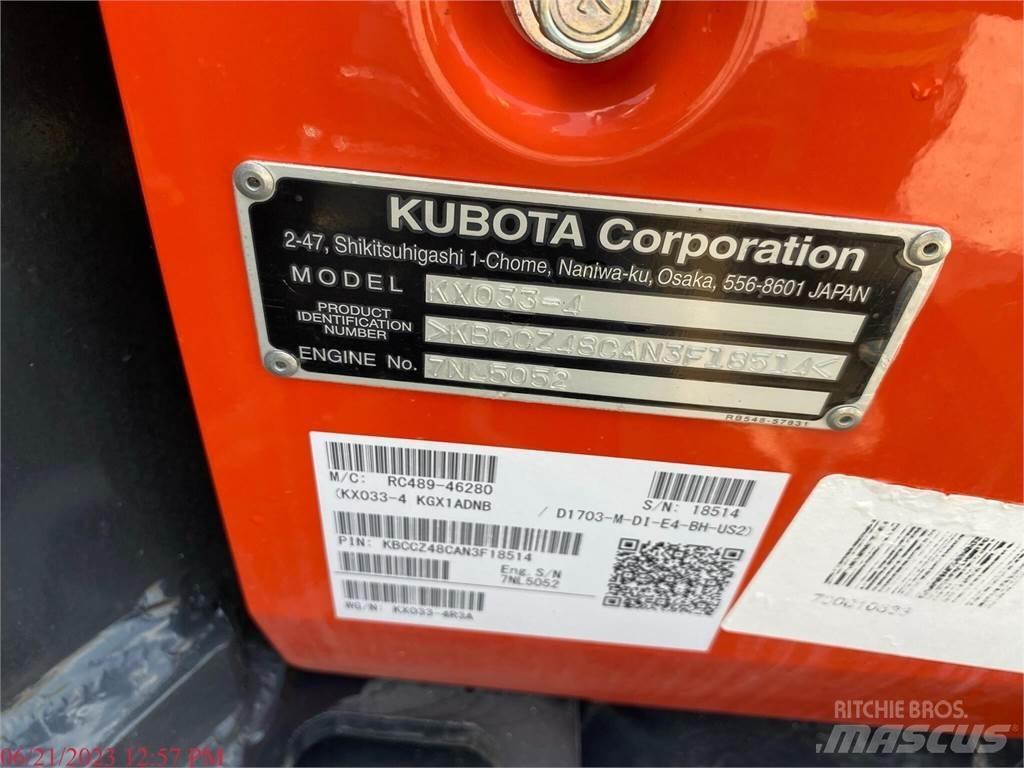 KUBOTA Corporation
2-47, Shikitsuhigashi 1-Chome, Naniwa-ku, Osaka, 556-8601 JAPAN
MODEL KX033-4
PRODUCT IDENTIFICATION NUMBER >KBCCZ48CAN3F18514<
ENGINE No. 7NL5052
RB546-57831
M/C: RC489-46280
S/N: 18514
(KX033-4 KGX1ADNB / D1703-M-DI-E4-BH-US2)
PIN: KBCCZ48CAN3F18514
Eng. S/N
7NL5052
WG/N: KX033-4R3A
RITCHIE BROS.
MASCUS
06/21/2023 12:57 PM